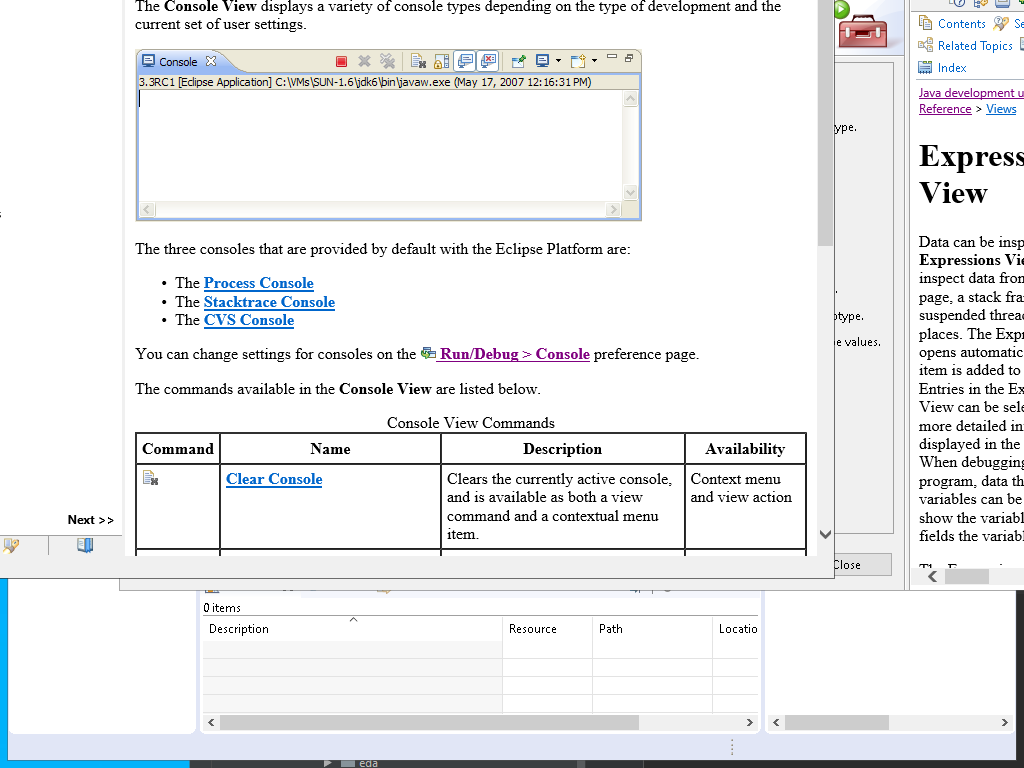 The Console View displays a variety of console types depending on the type of development and the
current set of user settings.
Console
3.3RC1 [Eclipse Application] C:\VMs\SUN-1.6\jdk6\bin\javaw.exe (May 17, 2007 12:16:31 PM)
The three consoles that are provided by default with the Eclipse Platform are:
• The Process Console
• The Stacktrace Console
• The CVS Console
You can change settings for consoles on the Run/Debug > Console preference page.
The commands available in the Console View are listed below.
Console View Commands
Command Name Description Availability
Clear Console Clears the currently active console, Context menu
and is available as both a view and view action
command and a contextual menu
item.
Next >>
ype.
otype.
e values.
Close
Contents Se
Related Topics
Index
Java development u
Reference > Views
Express
View
Data can be insp
Expressions Vie
inspect data from
page, a stack fra
suspended thread
places. The Expr
opens automatic
item is added to
Entries in the Ex
View can be sele
more detailed in
displayed in the
When debugging
program, data th
variables can be
show the variabl
fields the variabl
0 items
Description Resource Path Locatio
eda